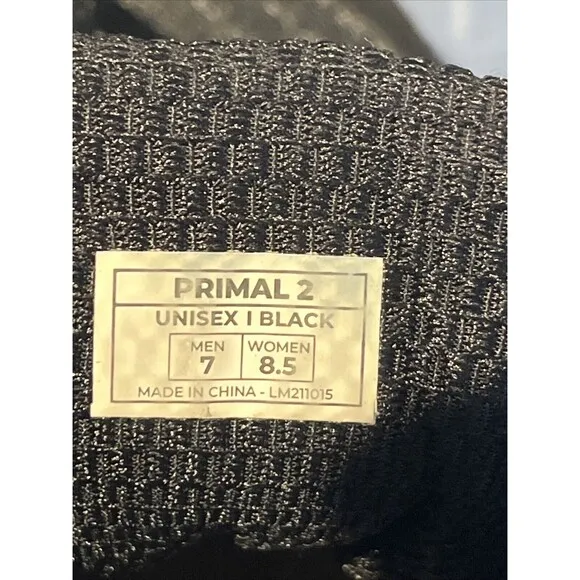 PRIMAL 2
UNISEX I BLACK
MEN WOMEN
7 8.5
MADE IN CHINA - LM211015